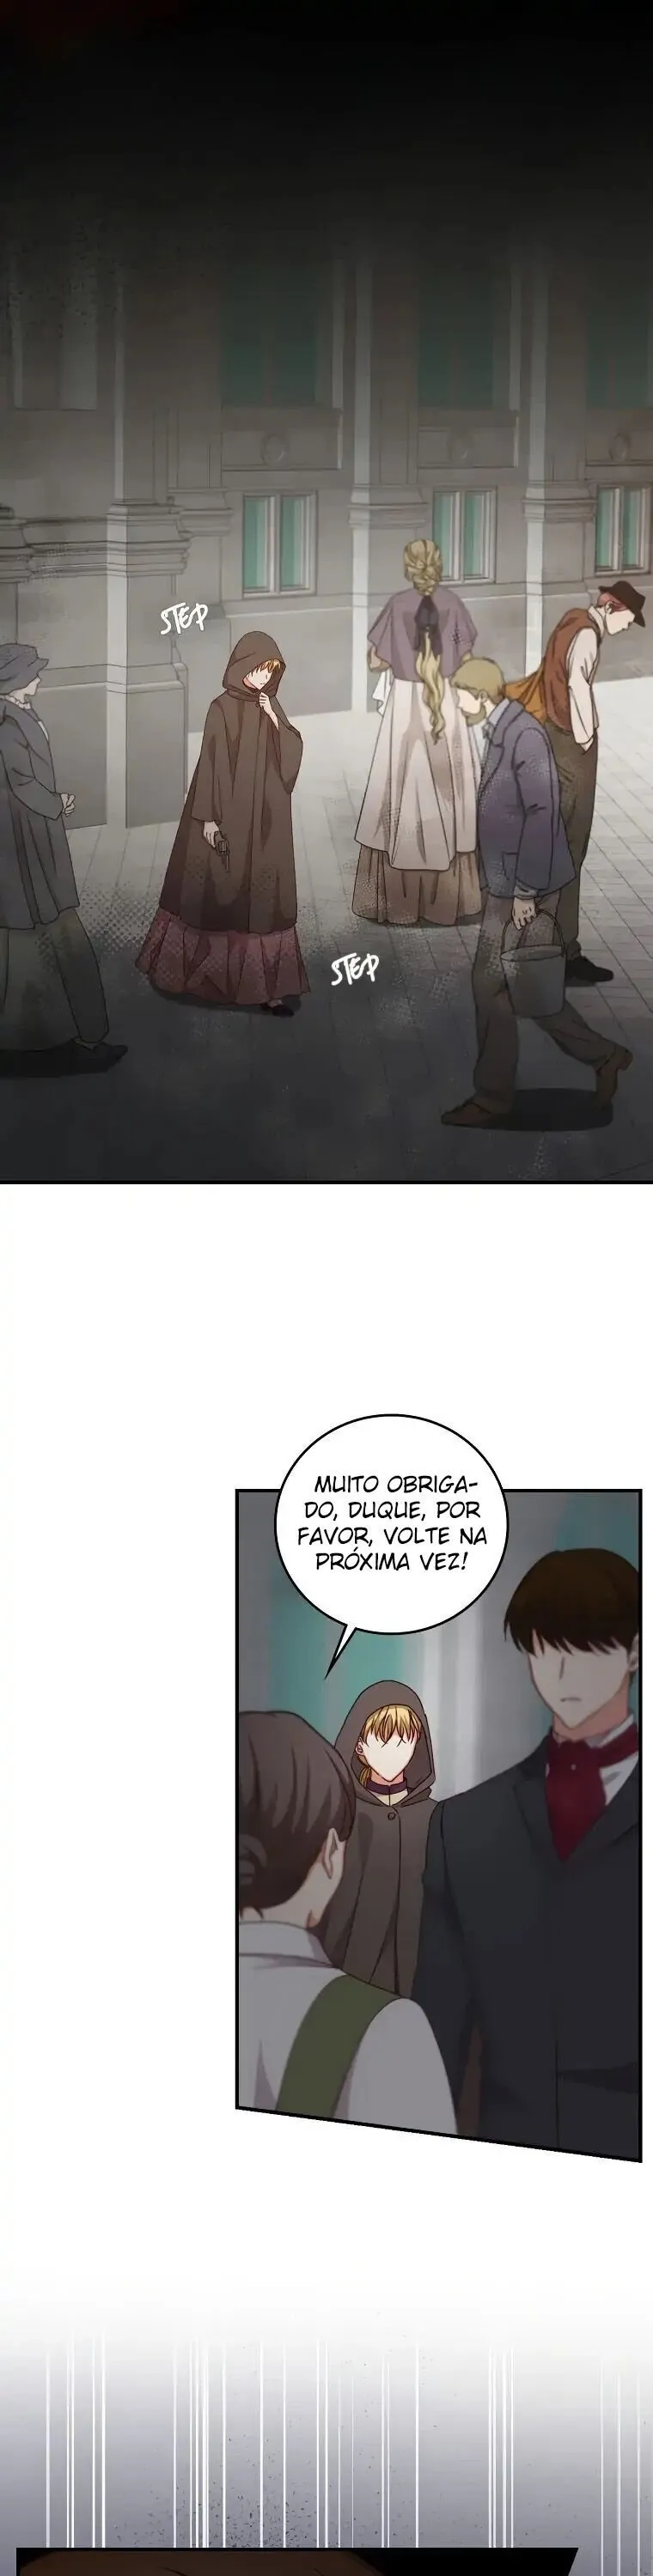 STEP
STEP
MUITO OBRIGA-
DO, DUQUE, POR
FAVOR, VOLTE NA
PRÓXIMA VEZ!